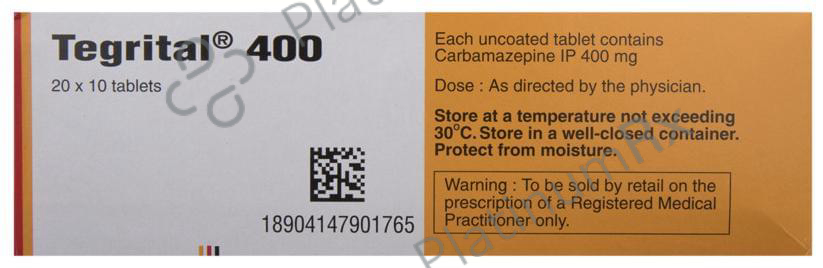 Tegrital® 400
20 x 10 tablets
18904147901765
Each uncoated tablet contains
Carbamazepine IP 400 mg
Dose : As directed by the physician.
Store at a temperature not exceeding
30°C. Store in a well-closed container.
Protect from moisture.
Warning : To be sold by retail on the
prescription of a Registered Medical
Practitioner only.
PlatinumRx